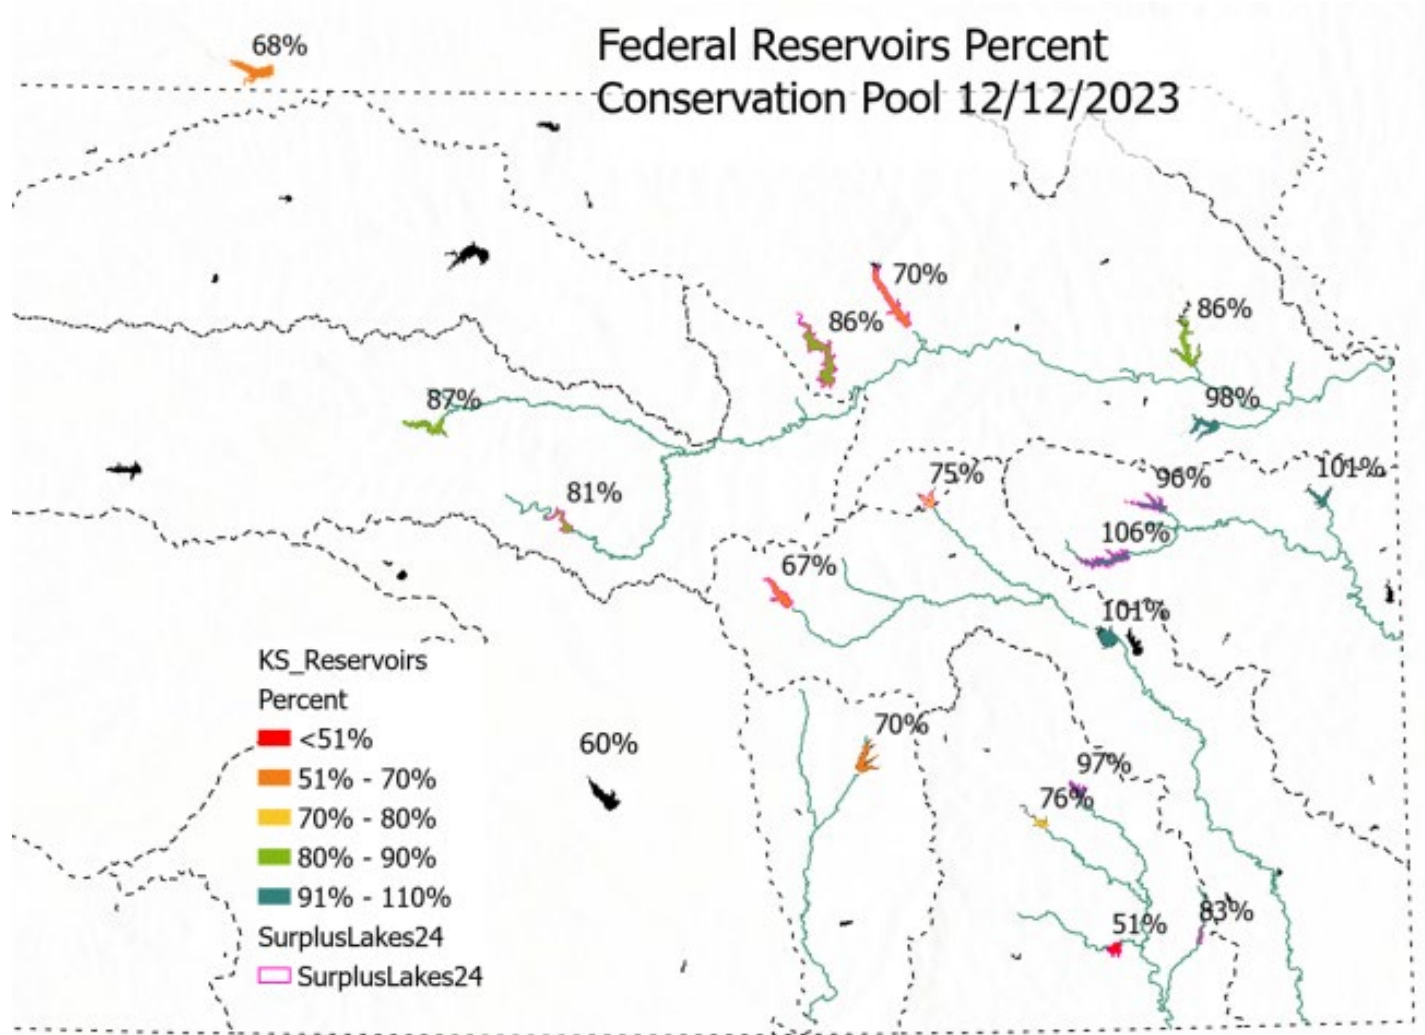 68%
Federal Reservoirs Percent
Conservation Pool 12/12/2023
70%
86%
86%
87%
98%
75%
96%
101%
81%
106%
67%
101%
KS_Reservoirs
Percent
<51%
51% - 70%
70% - 80%
80% - 90%
91% - 110%
SurplusLakes24
SurplusLakes24
60%
70%
97%
76%
51%
83%